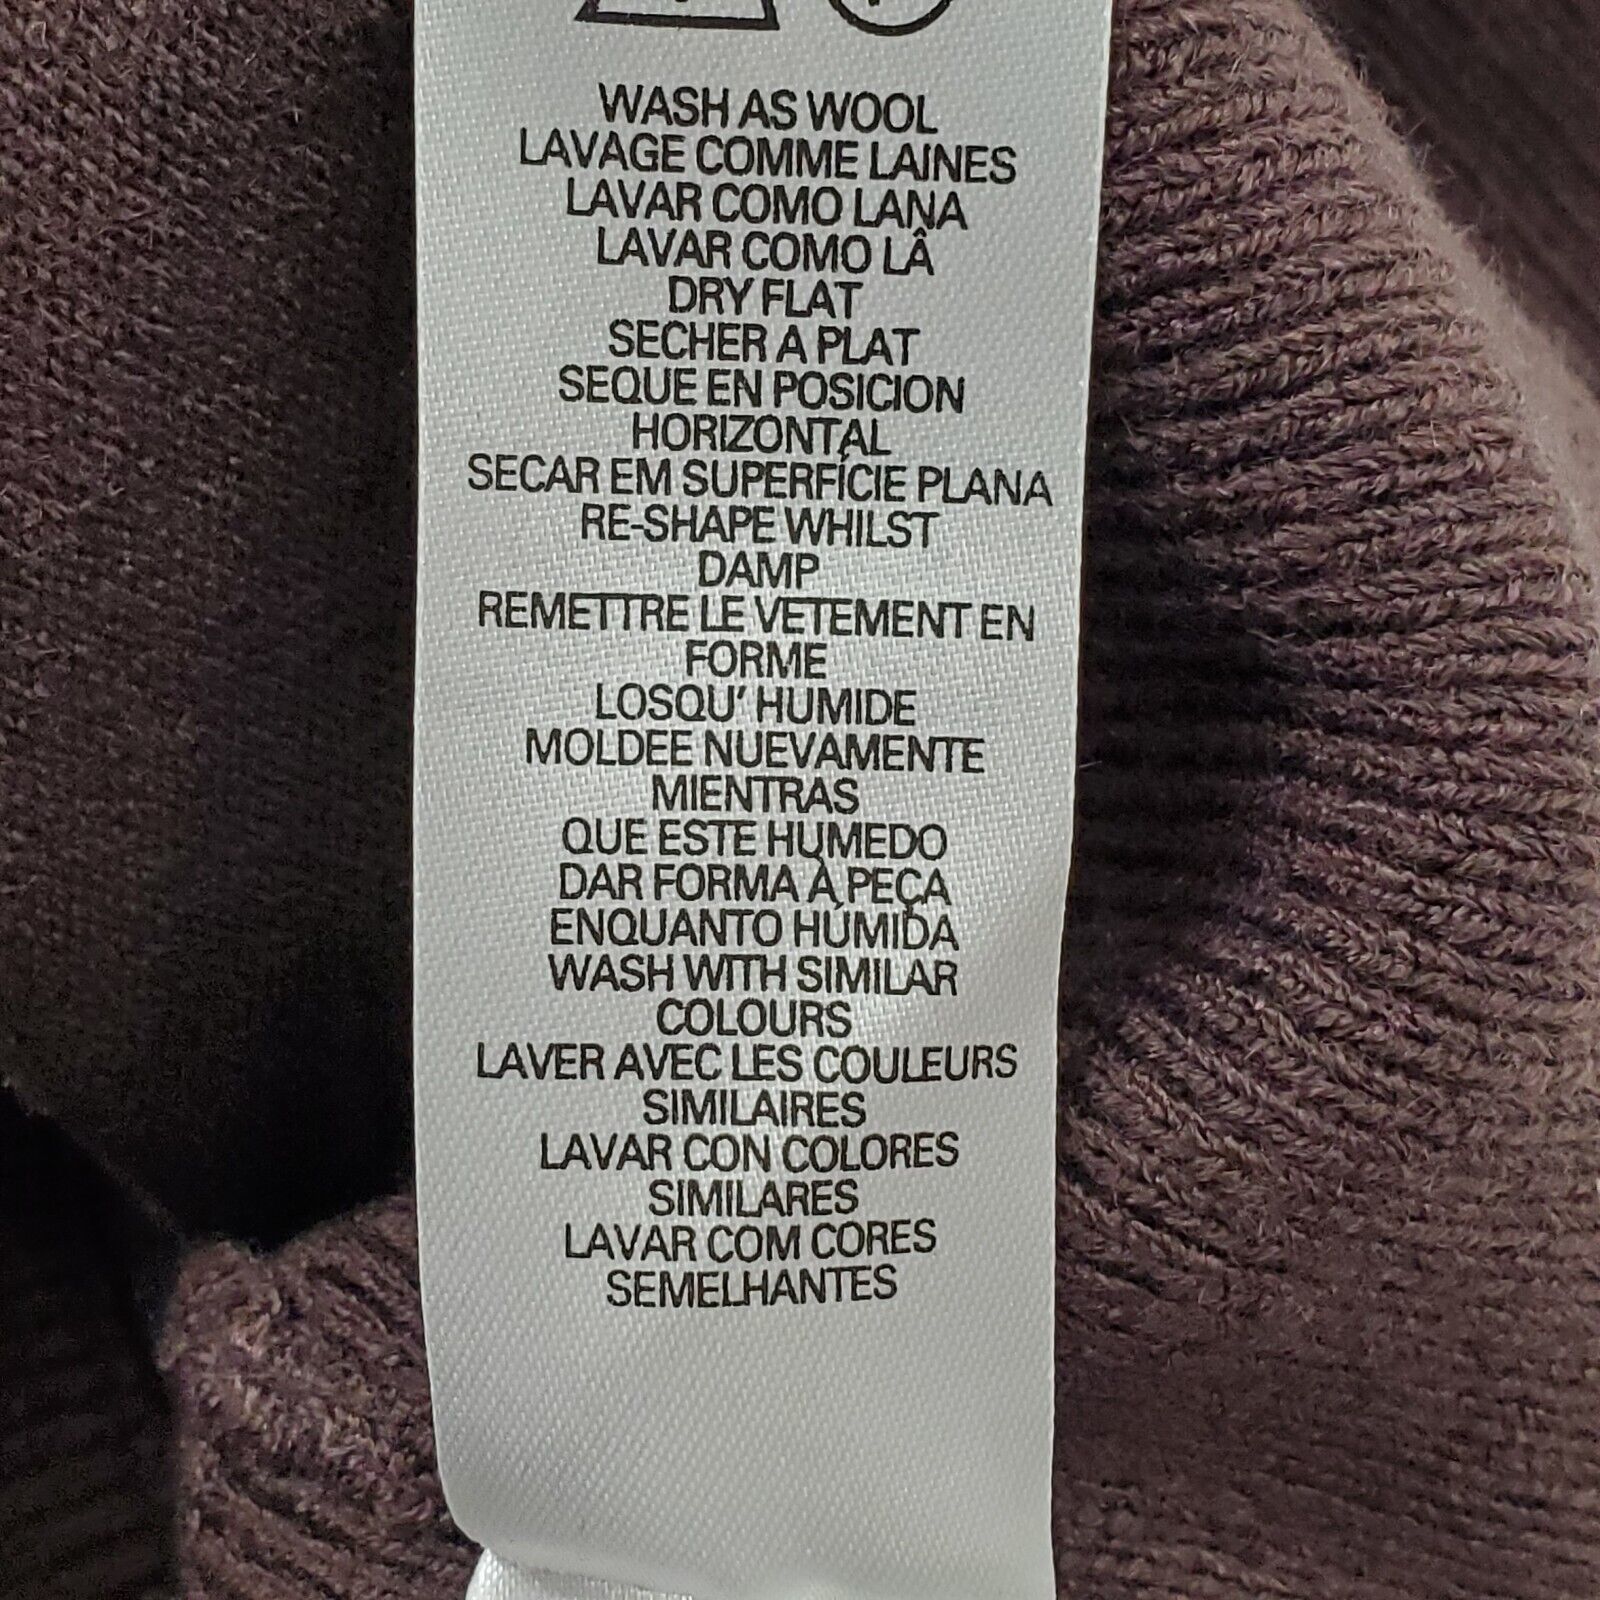 WASH AS WOOL
LAVAGE COMME LAINES
LAVAR COMO LANA
LAVAR COMO LÂ
DRY FLAT
SECHER A PLAT
SEQUE EN POSICION
HORIZONTAL
SECAR EM SUPERFÍCIE PLANA
RE-SHAPE WHILST
DAMP
REMETTRE LE VETEMENT EN
FORME
LOSQU' HUMIDE
MOLDEE NUEVAMENTE
MIENTRAS
QUE ESTE HUMEDO
DAR FORMA À PEÇA
ENQUANTO HÚMIDA
WASH WITH SIMILAR
COLOURS
LAVER AVEC LES COULEURS
SIMILAIRES
LAVAR CON COLORES
SIMILARES
LAVAR COM CORES
SEMELHANTES